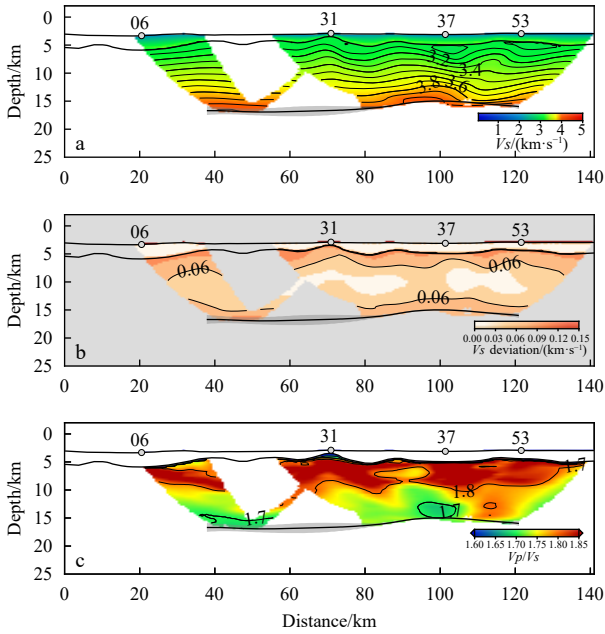 0
5
10
15
20
25
Depth/km
06
31
37
53
3.2
3.4
3.6
3.8
a
1 2 3 4 5
Vs/(km·s⁻¹)
0 20 40 60 80 100 120 140
0
5
10
15
20
25
Depth/km
06
31
37
53
0.06
0.06
0.06
b
0.00 0.03 0.06 0.09 0.12 0.15
Vs deviation/(km·s⁻¹)
0 20 40 60 80 100 120 140
0
5
10
15
20
25
Depth/km
06
31
37
53
1.7
1.8
1.7
1.7
c
1.60 1.65 1.70 1.75 1.80 1.85
Vp/Vs
0 20 40 60 80 100 120 140
Distance/km